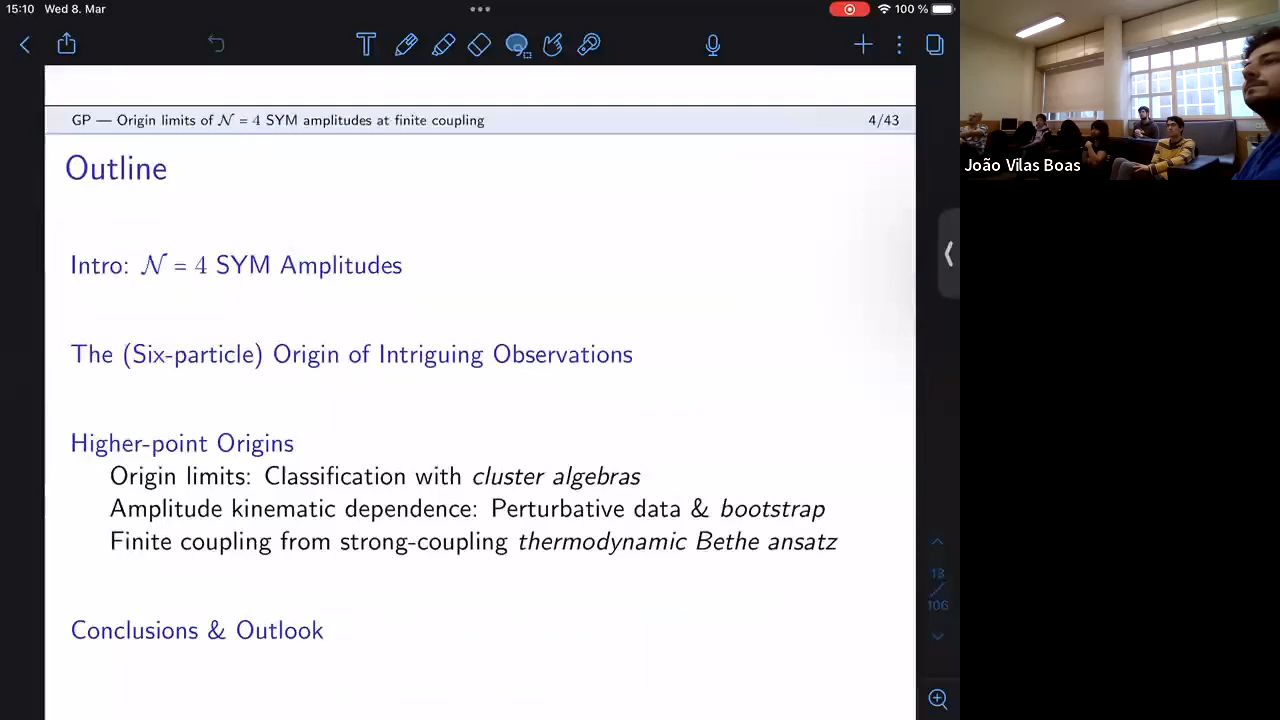 15:10 Wed 8. Mar
100 %
GP — Origin limits of 𝒩 = 4 SYM amplitudes at finite coupling 4/43
Outline
Intro: 𝒩 = 4 SYM Amplitudes
The (Six-particle) Origin of Intriguing Observations
Higher-point Origins
Origin limits: Classification with cluster algebras
Amplitude kinematic dependence: Perturbative data & bootstrap
Finite coupling from strong-coupling thermodynamic Bethe ansatz
Conclusions & Outlook
13
/
106
João Vilas Boas